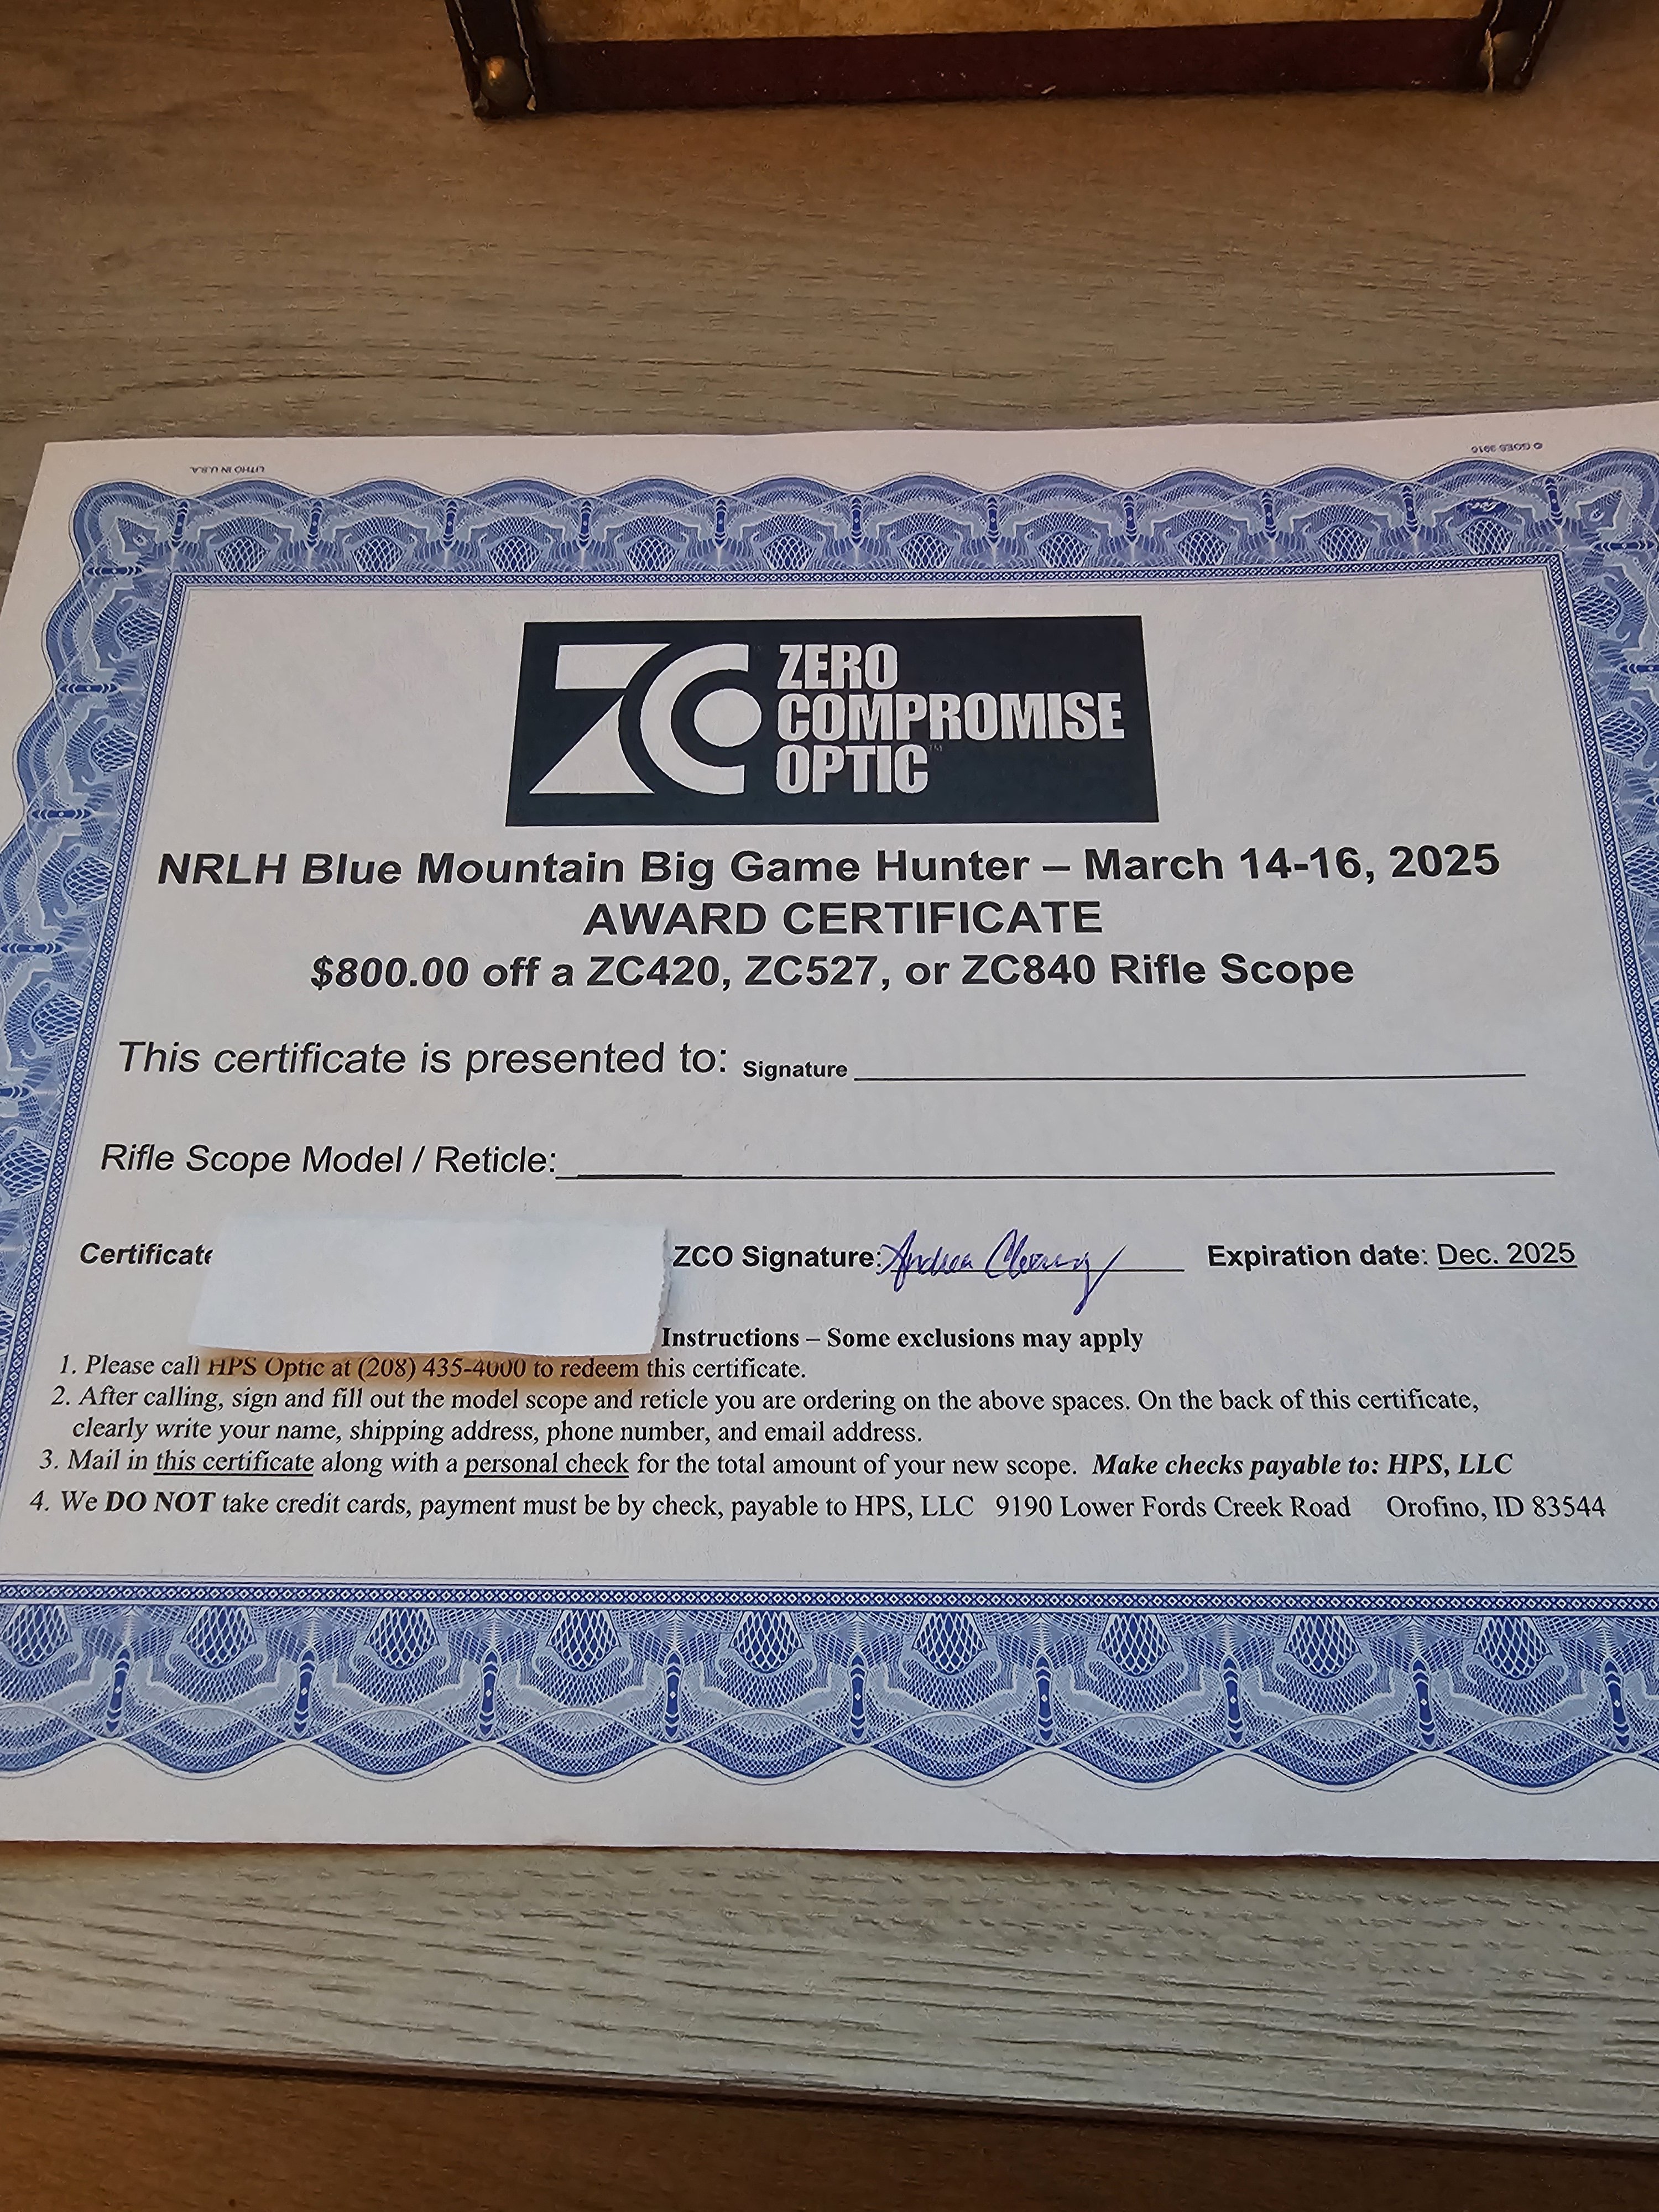 LITHO IN U.S.A.
© GOES 3916
ZCO
ZERO
COMPROMISE
OPTIC™
NRLH Blue Mountain Big Game Hunter – March 14-16, 2025
AWARD CERTIFICATE
$800.00 off a ZC420, ZC527, or ZC840 Rifle Scope
This certificate is presented to: Signature
Rifle Scope Model / Reticle:
Certificate ZCO Signature: Andrea Expiration date: Dec. 2025
Instructions – Some exclusions may apply
1. Please call HPS Optic at (208) 435-4000 to redeem this certificate.
2. After calling, sign and fill out the model scope and reticle you are ordering on the above spaces. On the back of this certificate,
clearly write your name, shipping address, phone number, and email address.
3. Mail in this certificate along with a personal check for the total amount of your new scope. Make checks payable to: HPS, LLC
4. We DO NOT take credit cards, payment must be by check, payable to HPS, LLC 9190 Lower Fords Creek Road Orofino, ID 83544